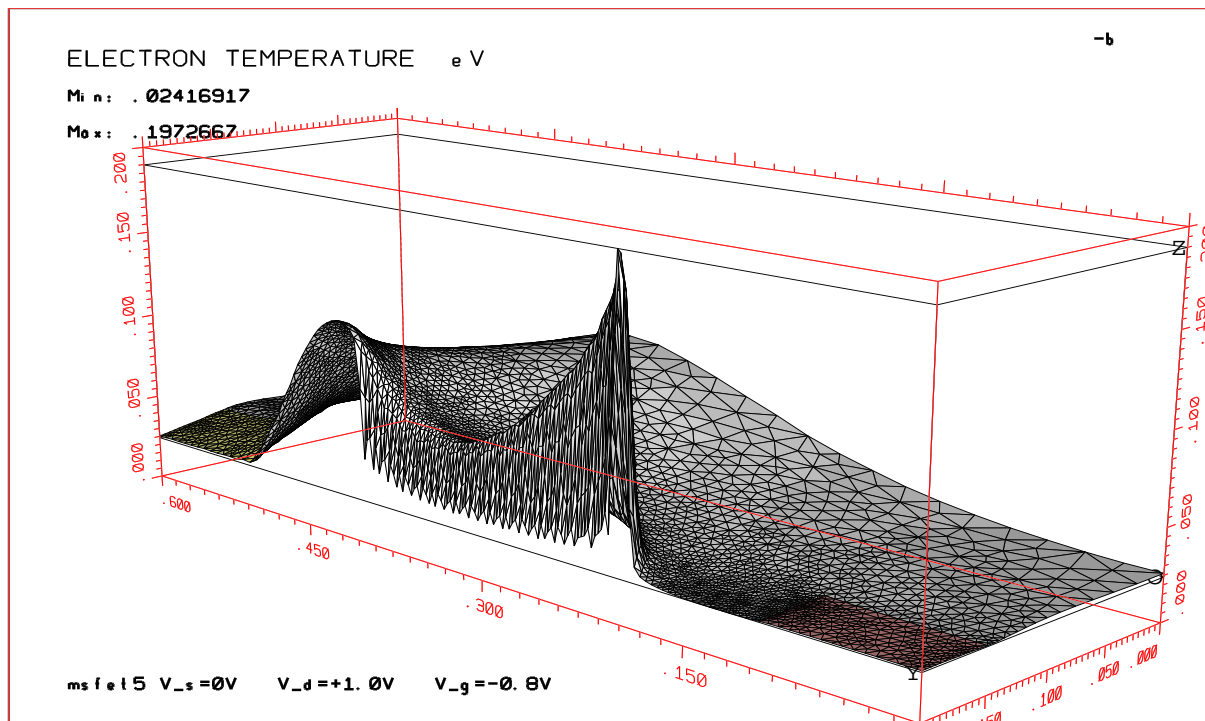 -b
ELECTRON TEMPERATURE eV
Min: .02416917
Max: .1972667
.200
.150
.100
.050
.000
.600
.450
.300
.150
Z
.150
.100
.050
.000
Y
.000
.050
.100
msfet5 V_s=0V V_d=+1.0V V_g=-0.8V